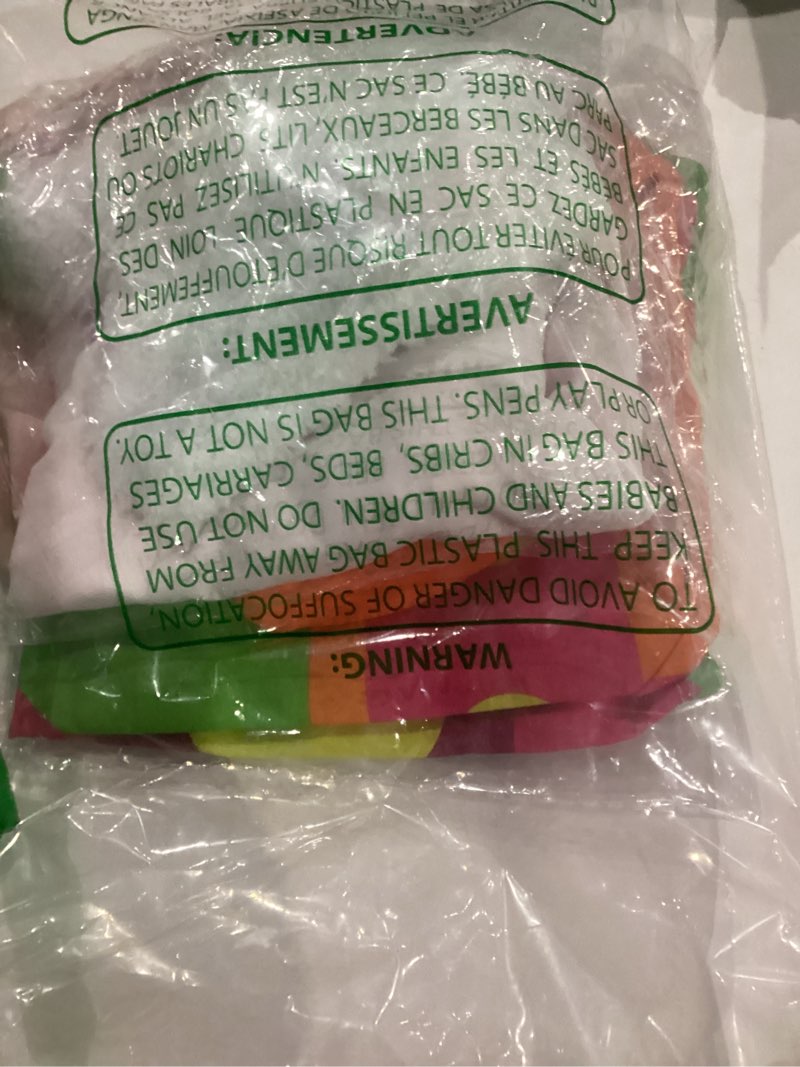 WARNING:
TO AVOID DANGER OF SUFFOCATION,
KEEP THIS PLASTIC BAG AWAY FROM
BABIES AND CHILDREN. DO NOT USE
THIS BAG IN CRIBS, BEDS, CARRIAGES
OR PLAY PENS. THIS BAG IS NOT A TOY.
AVERTISSEMENT:
POUR EVITER TOUT RISQUE D'ETOUFFEMENT,
GARDEZ CE SAC EN PLASTIQUE LOIN DES
BEBES ET LES ENFANTS. N'UTILISEZ PAS CE
SAC DANS LES BERCEAUX, LITS, CHARIOTS OU
PARC AU BÉBÉ. CE SAC N'EST PAS UN JOUET
ADVERTENCIA: